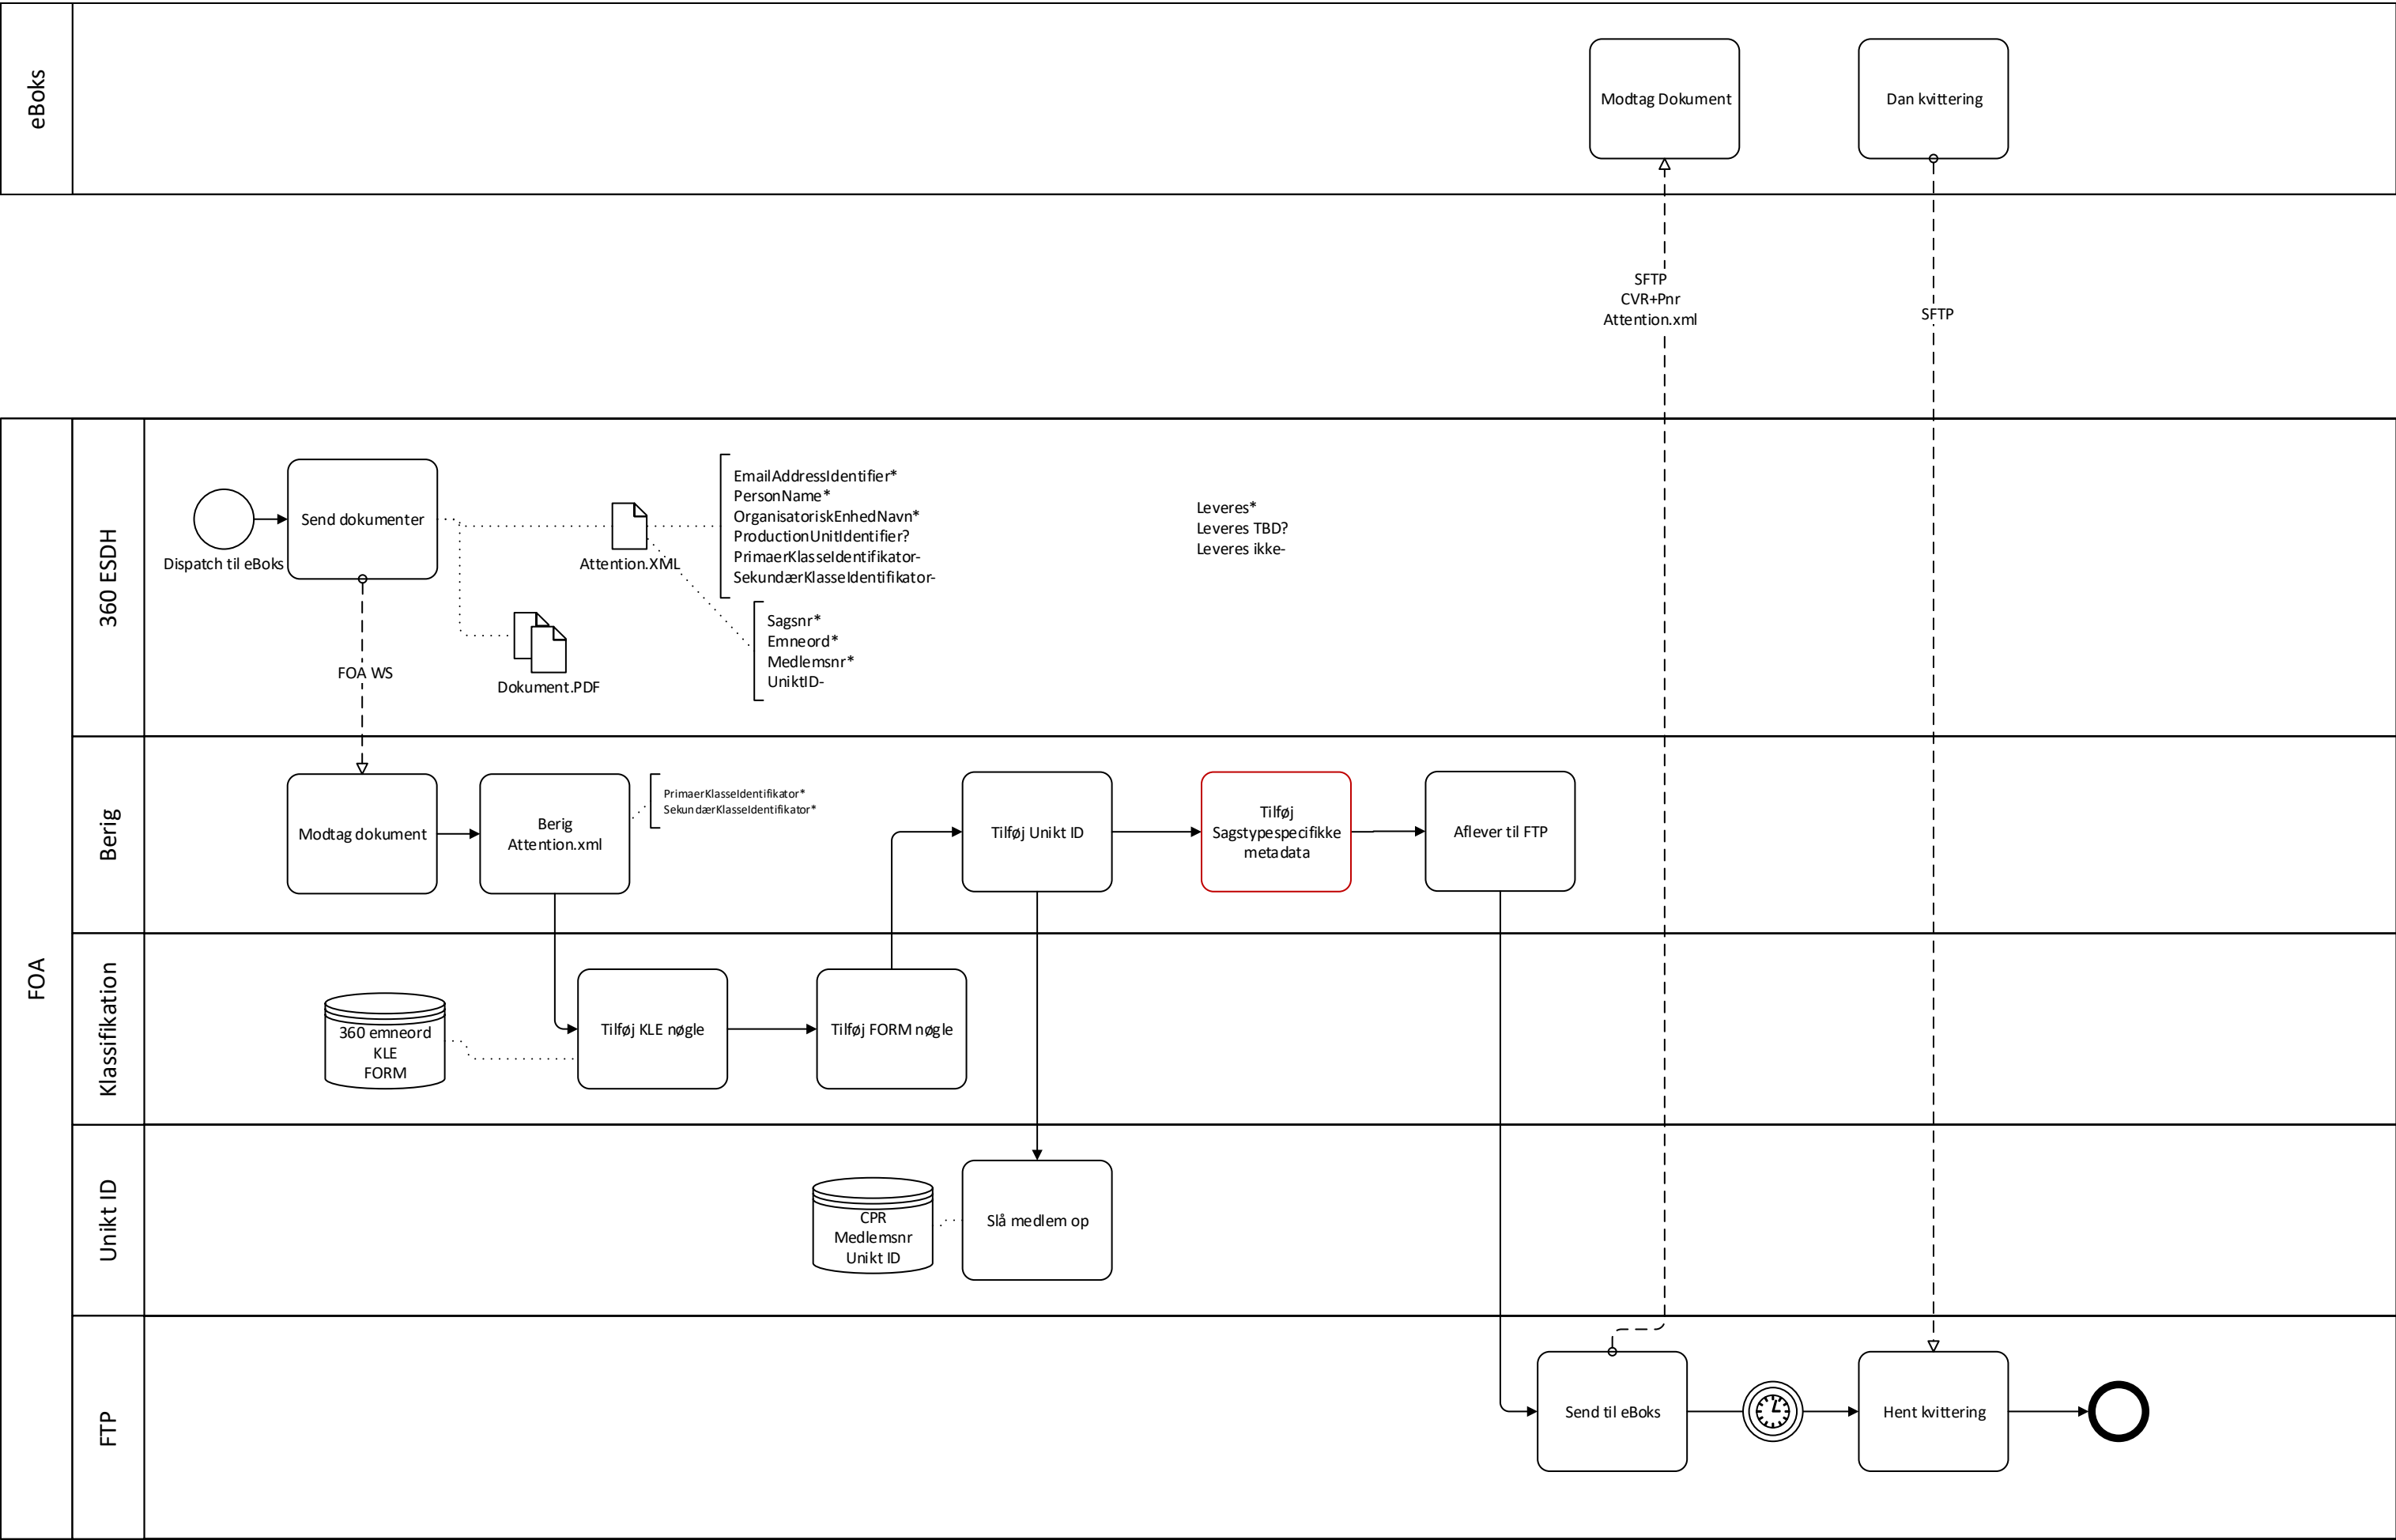 eBoks
Modtag Dokument
Dan kvittering
SFTP
CVR+Pnr
Attention.xml
SFTP
FOA
360 ESDH
Dispatch til eBoks
Send dokumenter
FOA WS
Attention.XML
Dokument.PDF
EmailAddressIdentifier*
PersonName*
OrganisatoriskEnhedNavn*
ProductionUnitIdentifier?
PrimaerKlasseIdentifikator-
SekundærKlasseIdentifikator-
Sagsnr*
Emneord*
Medlemsnr*
UniktID-
Leveres*
Leveres TBD?
Leveres ikke-
Berig
Modtag dokument
Berig
Attention.xml
PrimaerKlasseIdentifikator*
SekundærKlasseIdentifikator*
Tilføj Unikt ID
Tilføj
Sagstypespecifikke
metadata
Aflever til FTP
Klassifikation
360 emneord
KLE
FORM
Tilføj KLE nøgle
Tilføj FORM nøgle
Unikt ID
CPR
Medlemsnr
Unikt ID
Slå medlem op
FTP
Send til eBoks
Hent kvittering